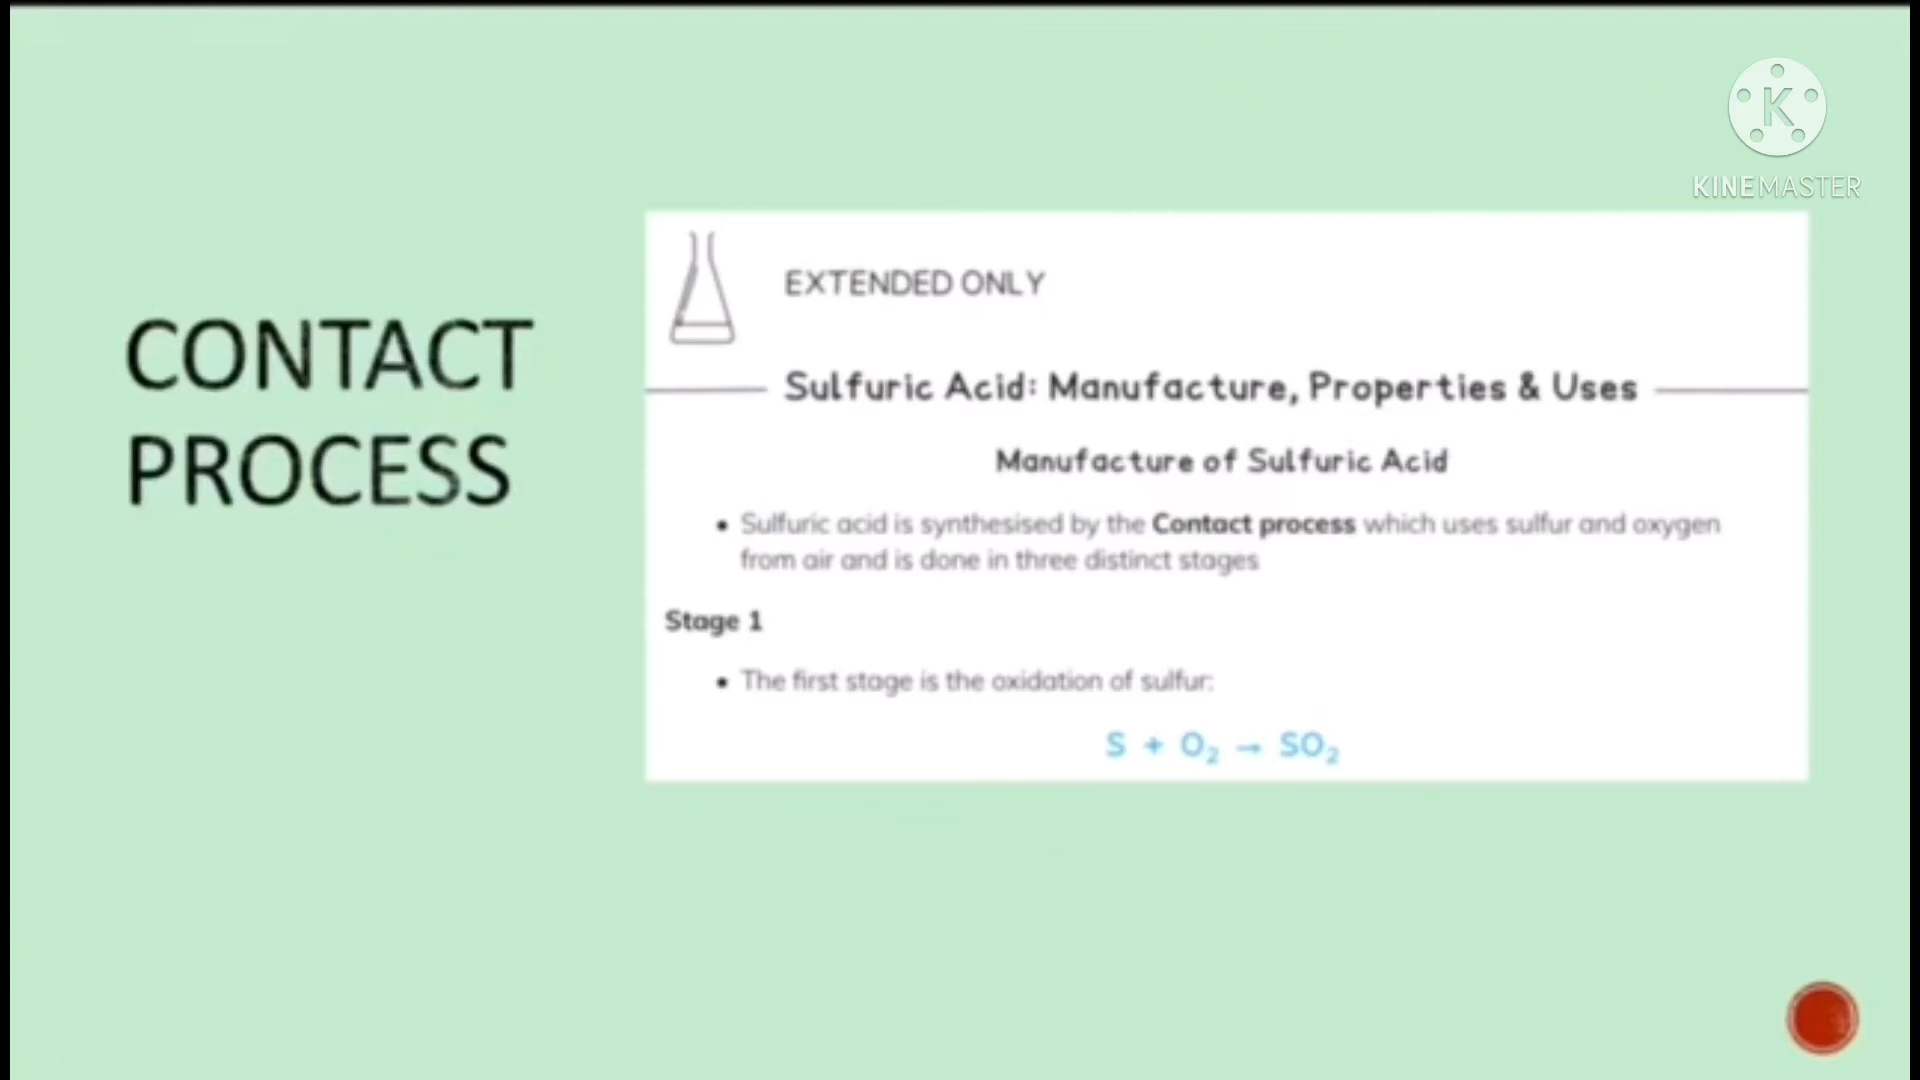 CONTACT
PROCESS
K
KINEMASTER
EXTENDED ONLY
Sulfuric Acid: Manufacture, Properties & Uses
Manufacture of Sulfuric Acid
• Sulfuric acid is synthesised by the Contact process which uses sulfur and oxygen
from air and is done in three distinct stages
Stage 1
• The first stage is the oxidation of sulfur:
S + O₂ → SO₂